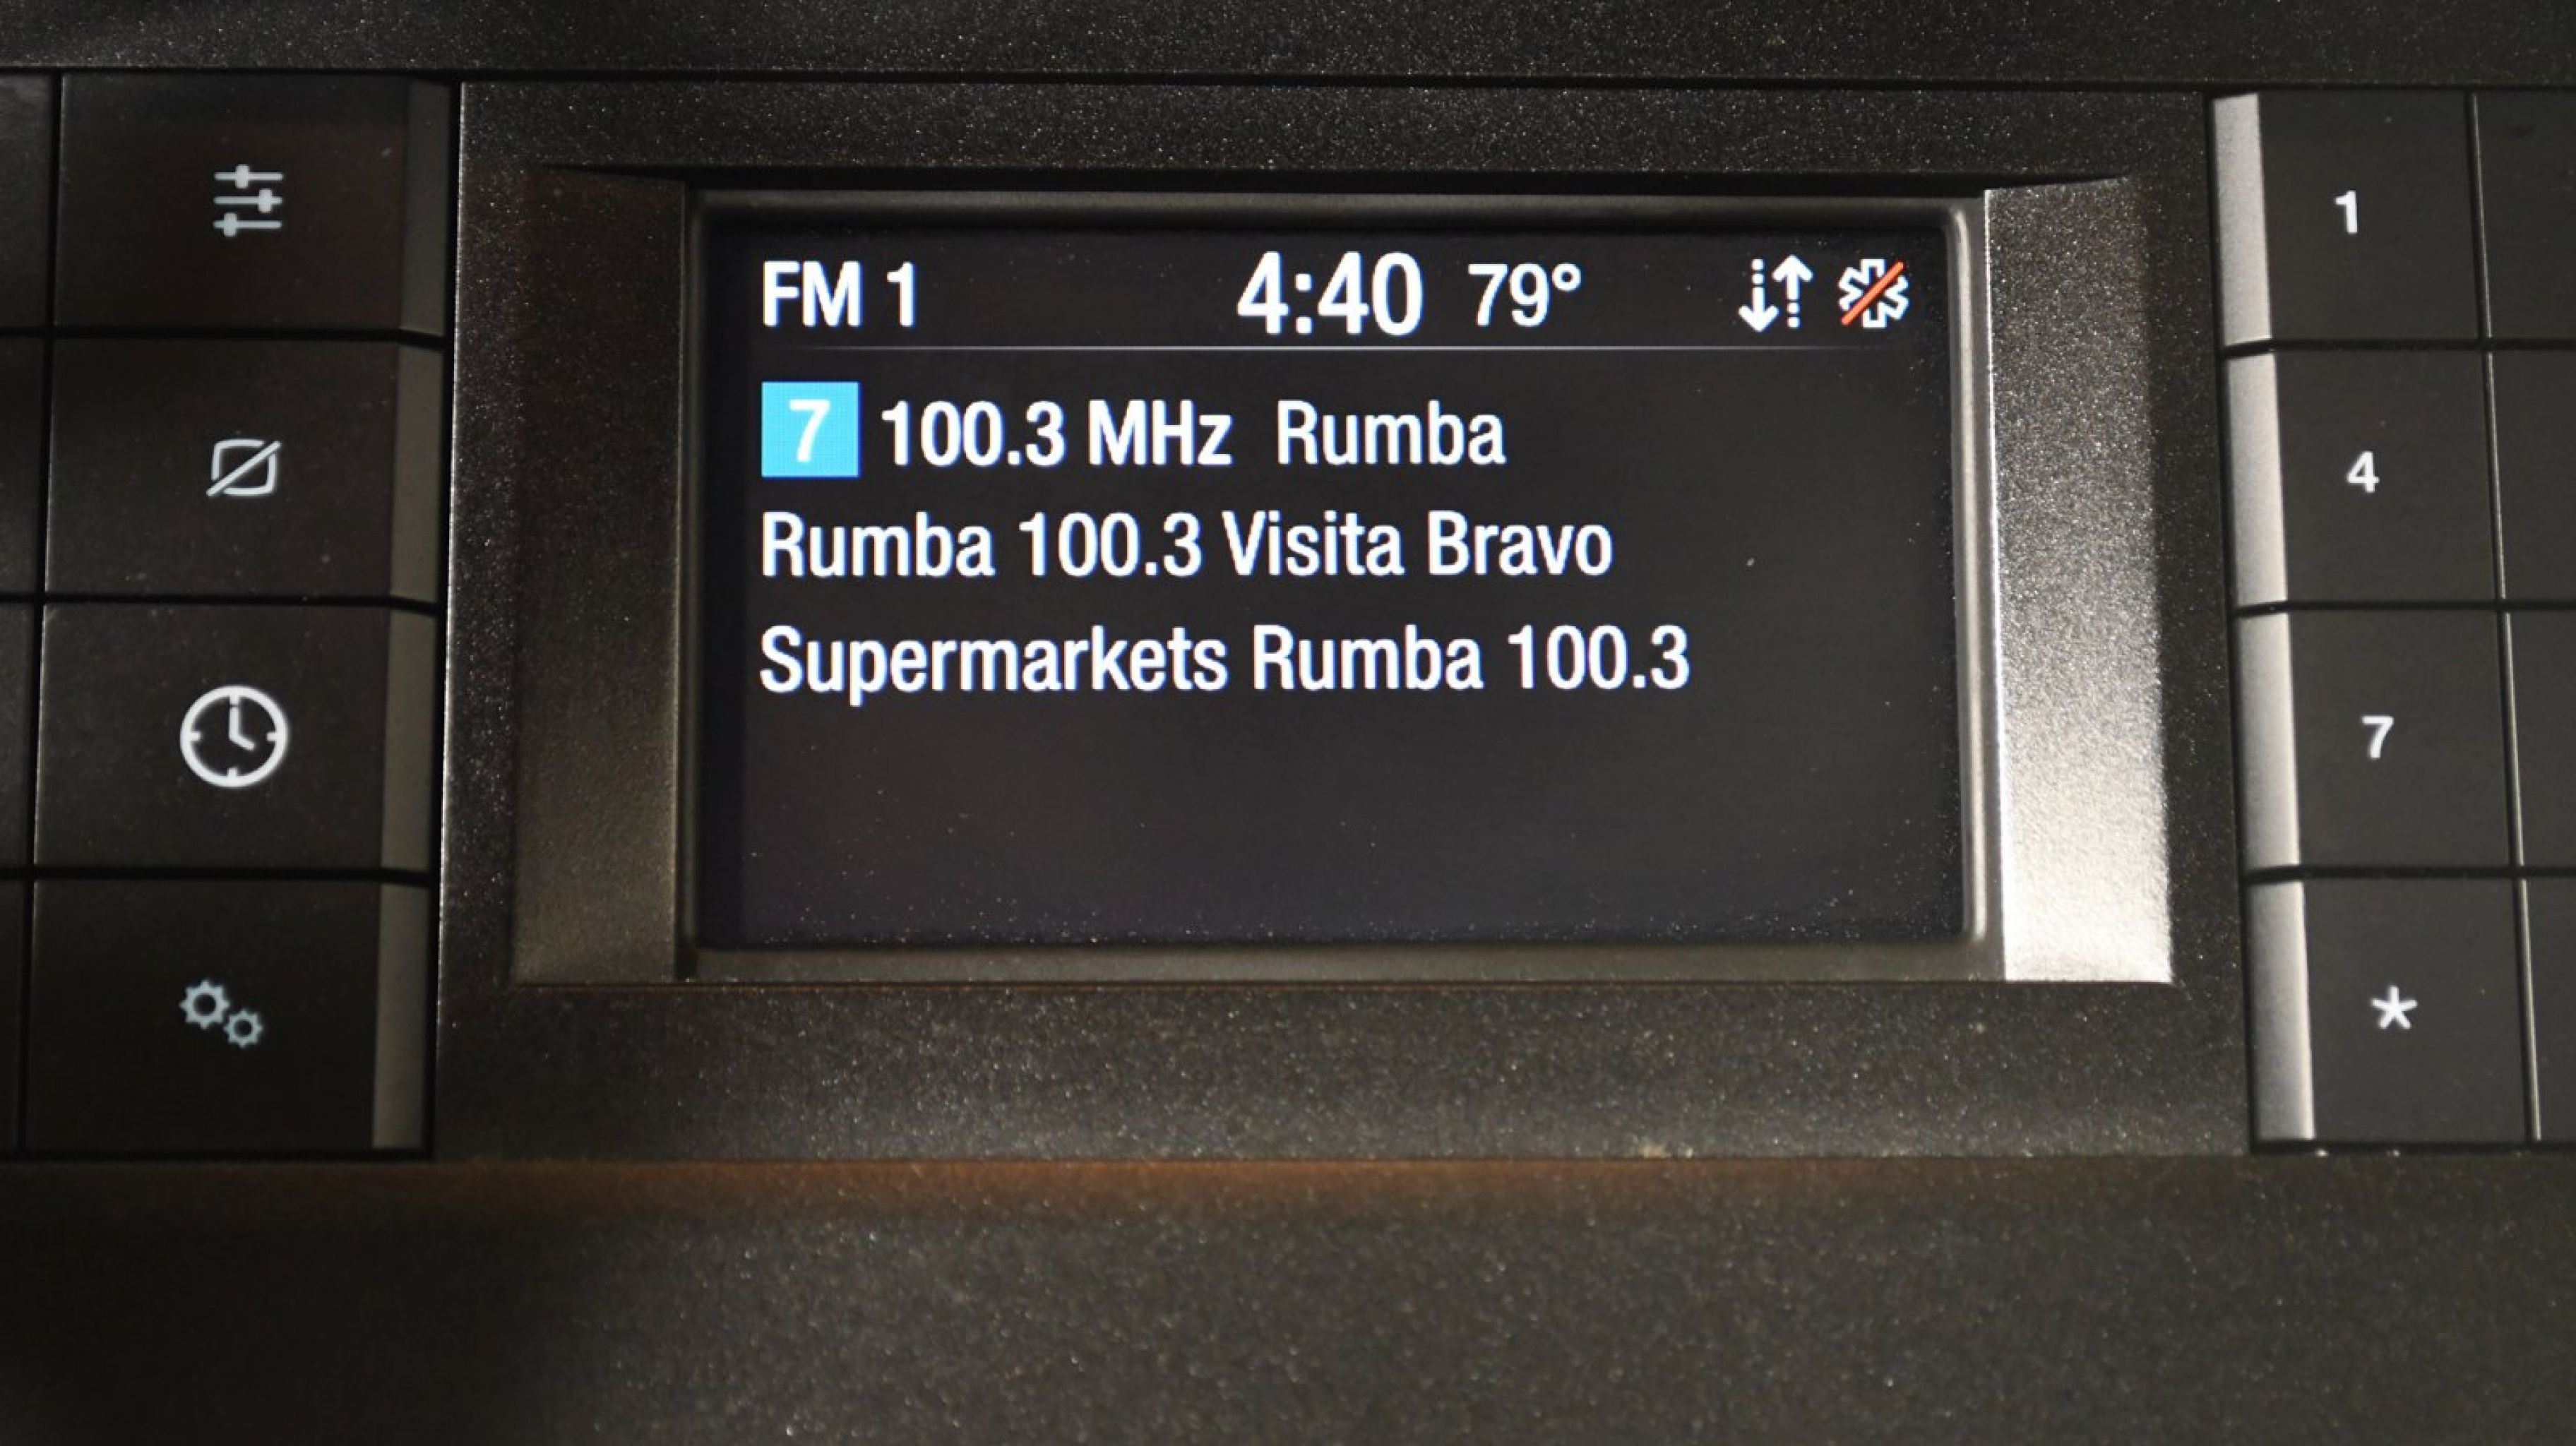 FM 1 4:40 79°
7 100.3 MHz Rumba
Rumba 100.3 Visita Bravo
Supermarkets Rumba 100.3
1
4
7
*